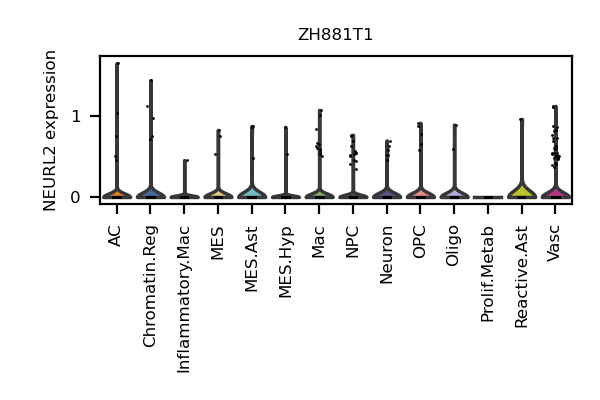 ZH881T1
NEURL2 expression
1
0
AC
Chromatin.Reg
Inflammatory.Mac
MES
MES.Ast
MES.Hyp
Mac
NPC
Neuron
OPC
Oligo
Prolif.Metab
Reactive.Ast
Vasc